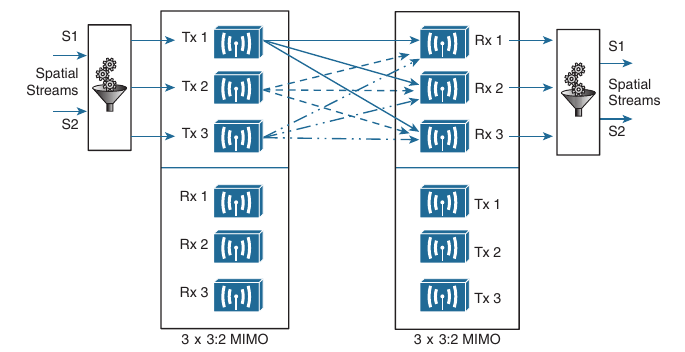 S1
Spatial
Streams
S2
Tx 1
Tx 2
Tx 3
Rx 1
Rx 2
Rx 3
3 x 3:2 MIMO
Rx 1
Rx 2
Rx 3
Tx 1
Tx 2
Tx 3
3 x 3:2 MIMO
S1
Spatial
Streams
S2